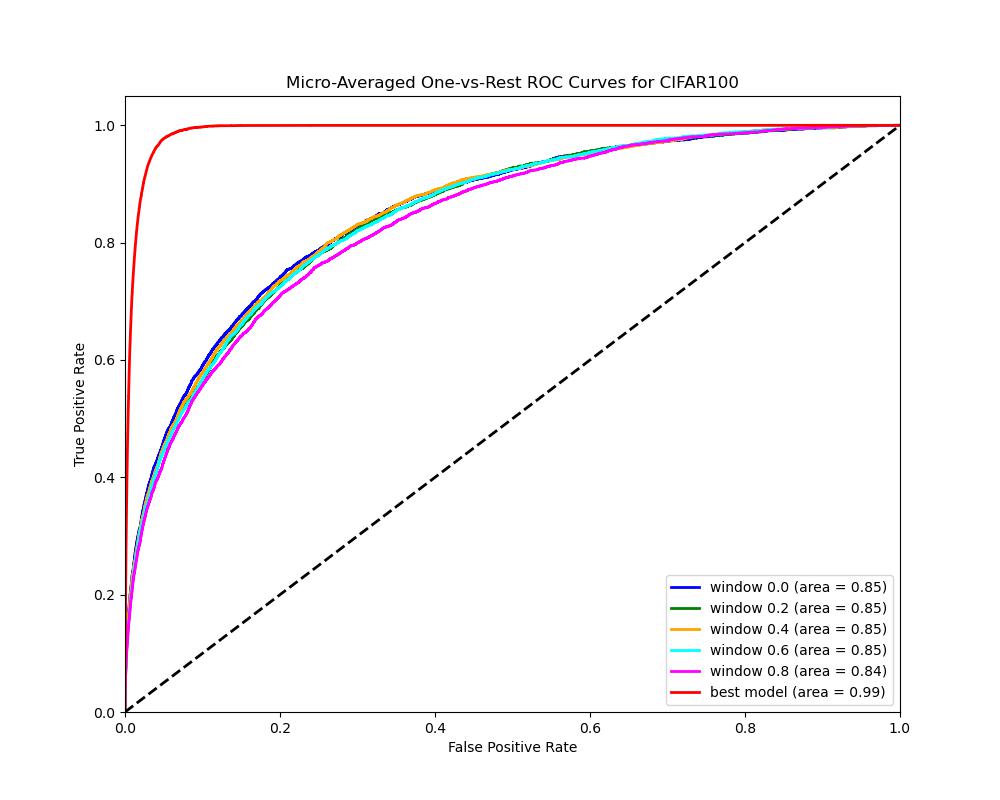 Micro-Averaged One-vs-Rest ROC Curves for CIFAR100
True Positive Rate
1.0
0.8
0.6
0.4
0.2
0.0
0.0 0.2 0.4 0.6 0.8 1.0
False Positive Rate
window 0.0 (area = 0.85)
window 0.2 (area = 0.85)
window 0.4 (area = 0.85)
window 0.6 (area = 0.85)
window 0.8 (area = 0.84)
best model (area = 0.99)